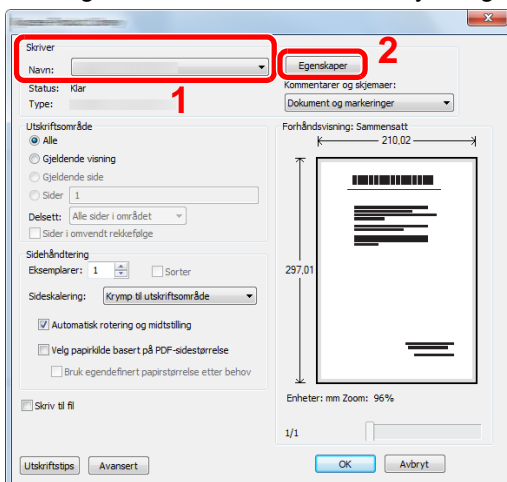 Skriver
Navn:
Egenskaper
2
Status: Klar
Kommentarer og skjemaer:
Type:
1
Dokument og markeringer
Utskriftsområde
Alle
Gjeldende visning
Gjeldende side
Sider 1
Delsett: Alle sider i området
Sider i omvendt rekkefølge
Sidehåndtering
Eksemplarer: 1
Sorter
Sideskalering: Krymp til utskriftsområde
Automatisk rotering og midtstilling
Velg papirkilde basert på PDF-sidestørrelse
Bruk egendefinert papirstørrelse etter behov
Skriv til fil
Forhåndsvisning: Sammensatt
210,02
297,01
Enheter: mm Zoom: 96%
1/1
Utskriftstips
Avansert
OK
Avbryt